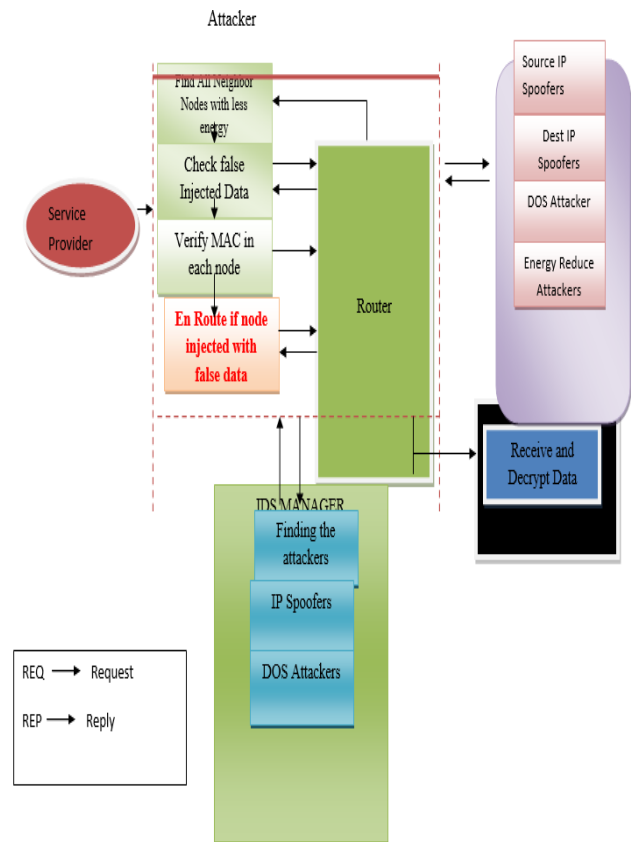 Attacker
Find All Neighbor
Nodes with less
energy
Check false
Injected Data
Verify MAC in
each node
En Route if node
injected with
false data
Service
Provider
Router
Source IP
Spoofers
Dest IP
Spoofers
DOS Attacker
Energy Reduce
Attackers
Receive and
Decrypt Data
IDS MANAGER
Finding the
attackers
IP Spoofers
DOS Attackers
REQ Request
REP Reply